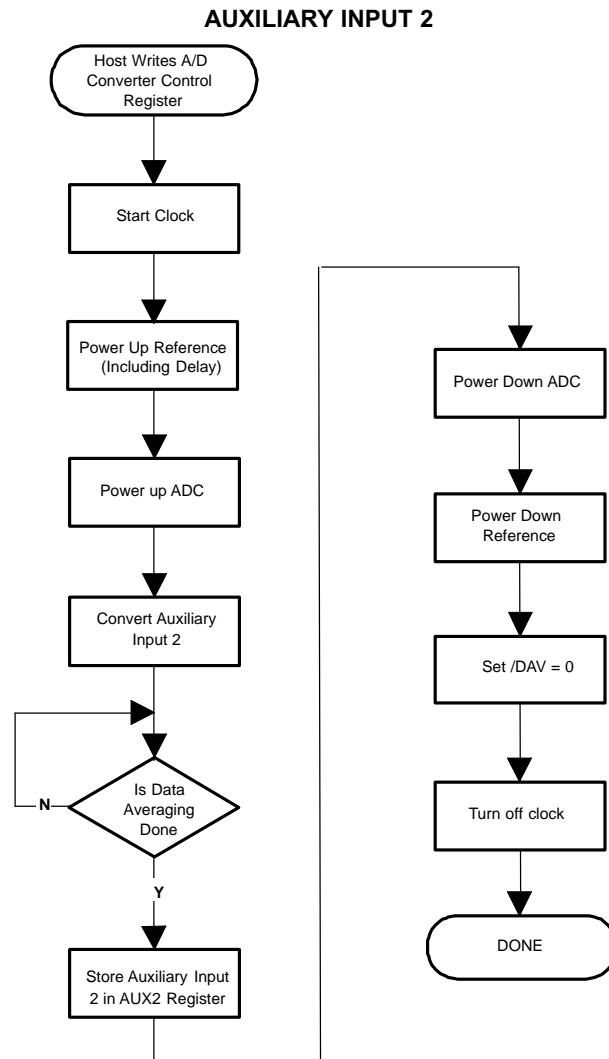 AUXILIARY INPUT 2
Host Writes A/D
Converter Control
Register
Start Clock
Power Up Reference
(Including Delay)
Power up ADC
Convert Auxiliary
Input 2
Is Data
Averaging
Done
N
Y
Store Auxiliary Input
2 in AUX2 Register
Power Down ADC
Power Down
Reference
Set /DAV = 0
Turn off clock
DONE